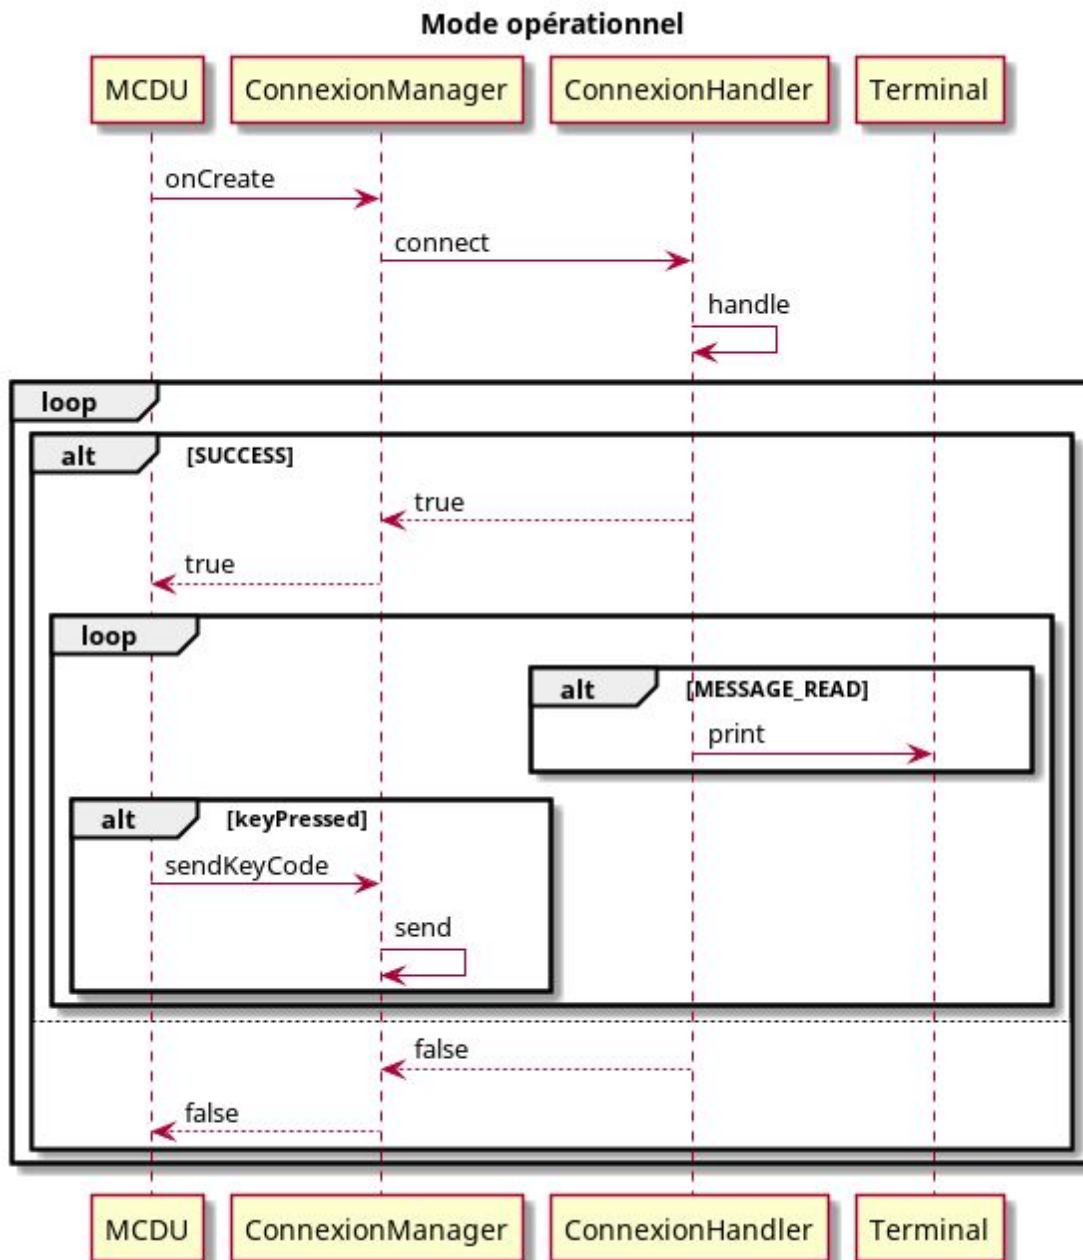 Mode opérationnel
MCDU ConnexionManager ConnexionHandler Terminal
onCreate
connect
handle
loop
alt [SUCCESS]
true
true
loop
alt [MESSAGE_READ]
print
alt [keyPressed]
sendKeyCode
send
false
false
MCDU ConnexionManager ConnexionHandler Terminal